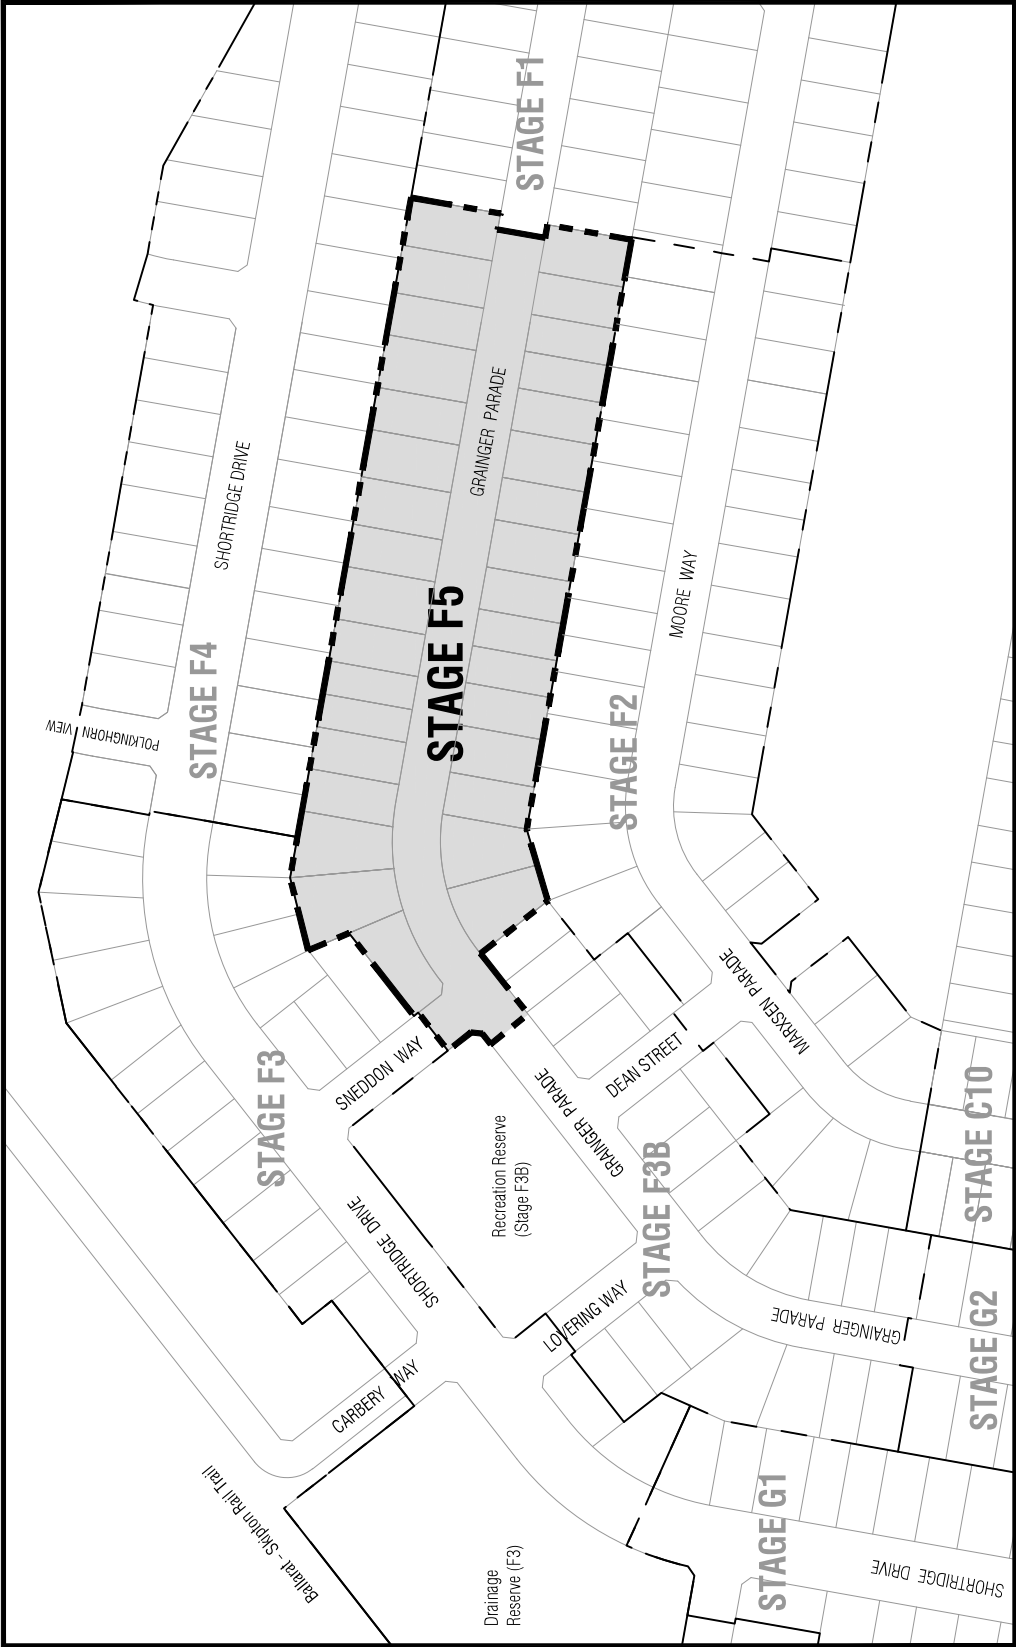 STAGE F1
GRAINGER PARADE
SHORTRIDGE DRIVE
MOORE WAY
STAGE F5
STAGE F4
STAGE F2
POLKINGHORN VIEW
MARXSEN PARADE
DEAN STREET
SNEDDON WAY
GRAINGER PARADE
STAGE F3
STAGE C10
Recreation Reserve
(Stage F3B)
STAGE F3B
SHORTRIDGE DRIVE
LOVERING WAY
GRAINGER PARADE
STAGE G2
CARBERY WAY
Ballarat - Skipton Rail Trail
STAGE G1
Drainage
Reserve (F3)
SHORTRIDGE DRIVE